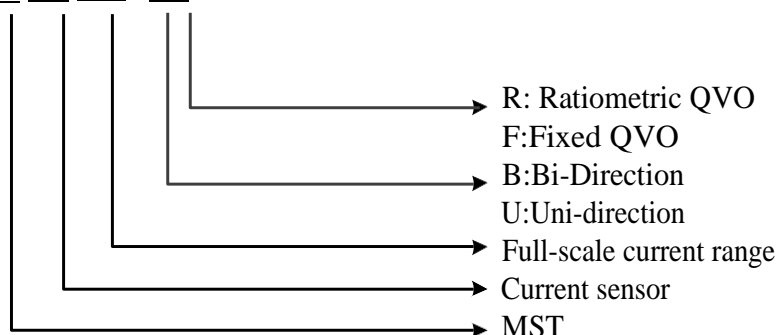 R: Ratiometric QVO
F:Fixed QVO
B:Bi-Direction
U:Uni-direction
Full-scale current range
Current sensor
MST